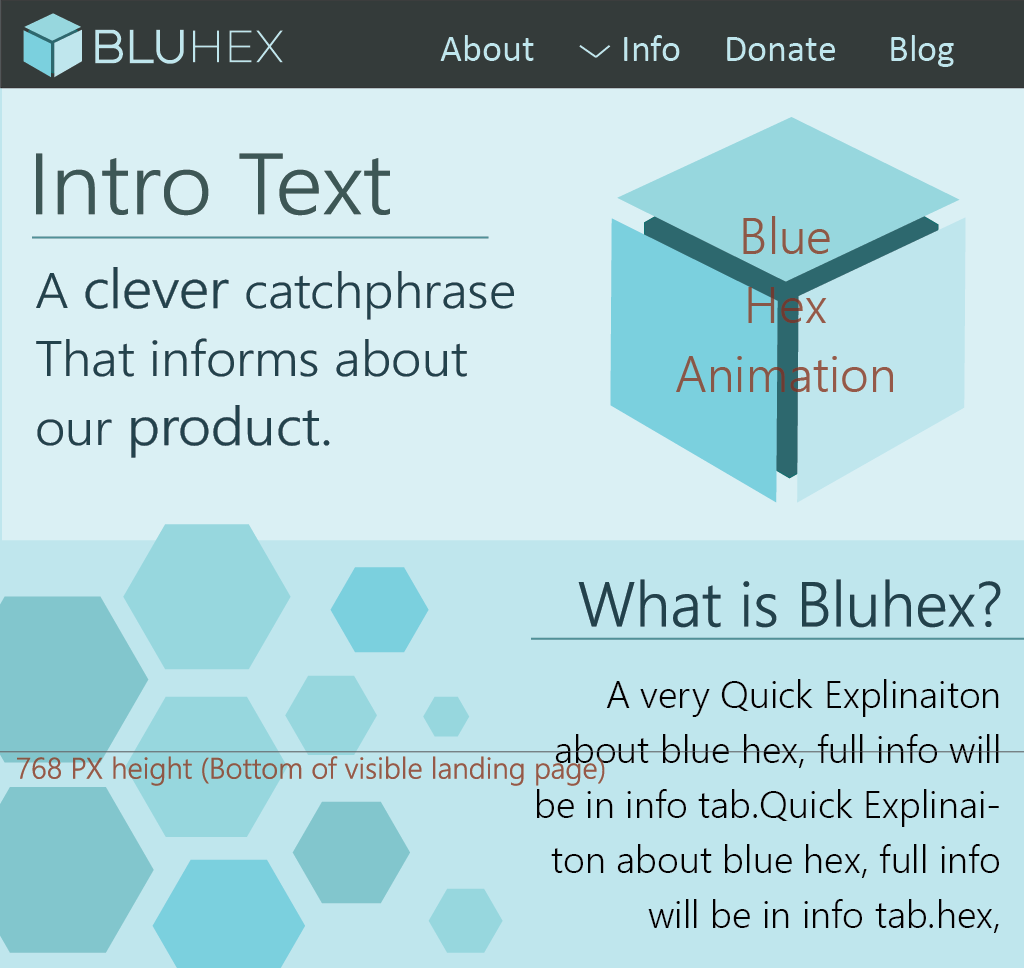 BLUHEX
About Info Donate Blog
Intro Text
A clever catchphrase
That informs about
our product.
Blue
Hex
Animation
What is Bluhex?
A very Quick Explinaiton
about blue hex, full info will
768 PX height (Bottom of visible landing page)
be in info tab.Quick Explinai-
ton about blue hex, full info
will be in info tab.hex,